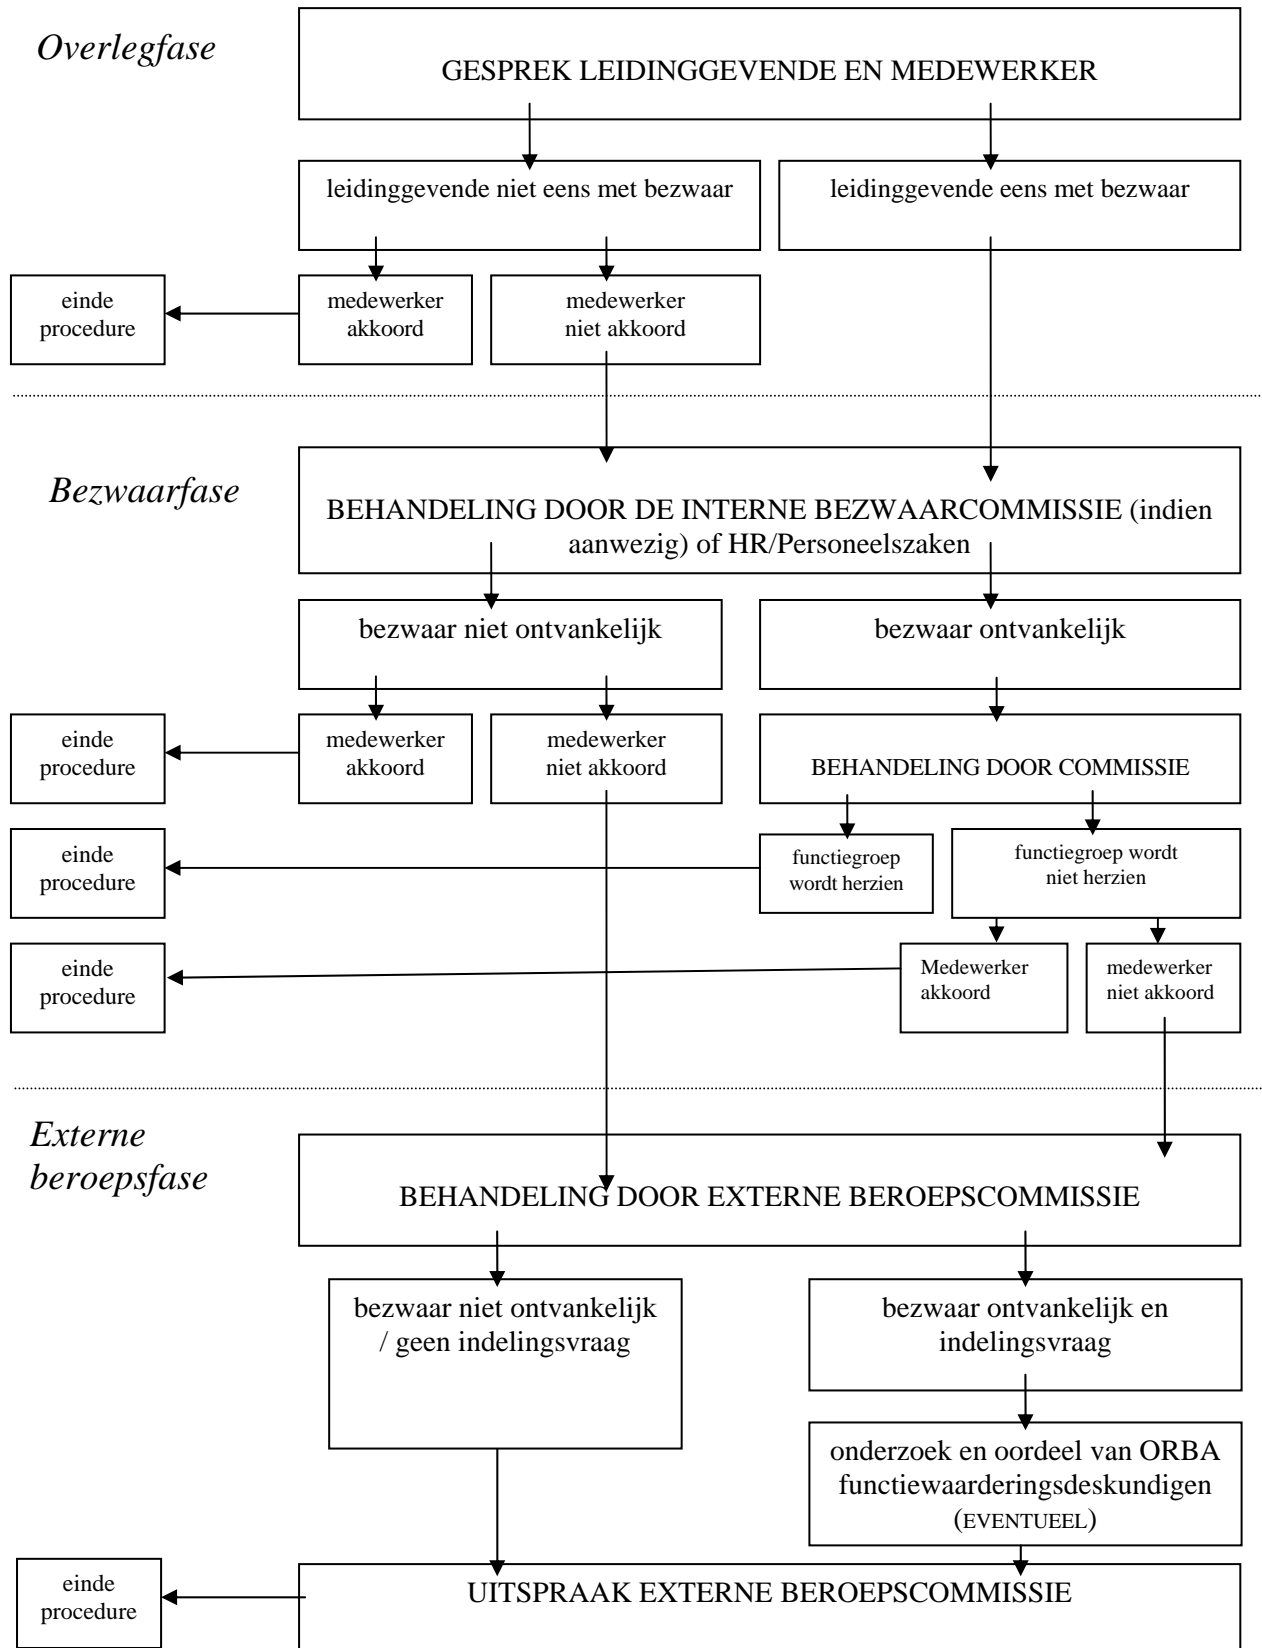 Overlegfase
GESPREK LEIDINGGEVENDE EN MEDEWERKER
leidinggevende niet eens met bezwaar
leidinggevende eens met bezwaar
einde
procedure
medewerker
akkoord
medewerker
niet akkoord
Bezwaarfase
BEHANDELING DOOR DE INTERNE BEZWAARCOMMISSIE (indien
aanwezig) of HR/Personeelszaken
bezwaar niet ontvankelijk
bezwaar ontvankelijk
einde
procedure
medewerker
akkoord
medewerker
niet akkoord
BEHANDELING DOOR COMMISSIE
einde
procedure
functiegroep
wordt herzien
functiegroep wordt
niet herzien
einde
procedure
Medewerker
akkoord
medewerker
niet akkoord
Externe
beroepsfase
BEHANDELING DOOR EXTERNE BEROEPSCOMMISSIE
bezwaar niet ontvankelijk
/ geen indelingsvraag
bezwaar ontvankelijk en
indelingsvraag
onderzoek en oordeel van ORBA
functiewaarderingsdeskundigen
(EVENTUEEL)
einde
procedure
UITSPRAAK EXTERNE BEROEPSCOMMISSIE